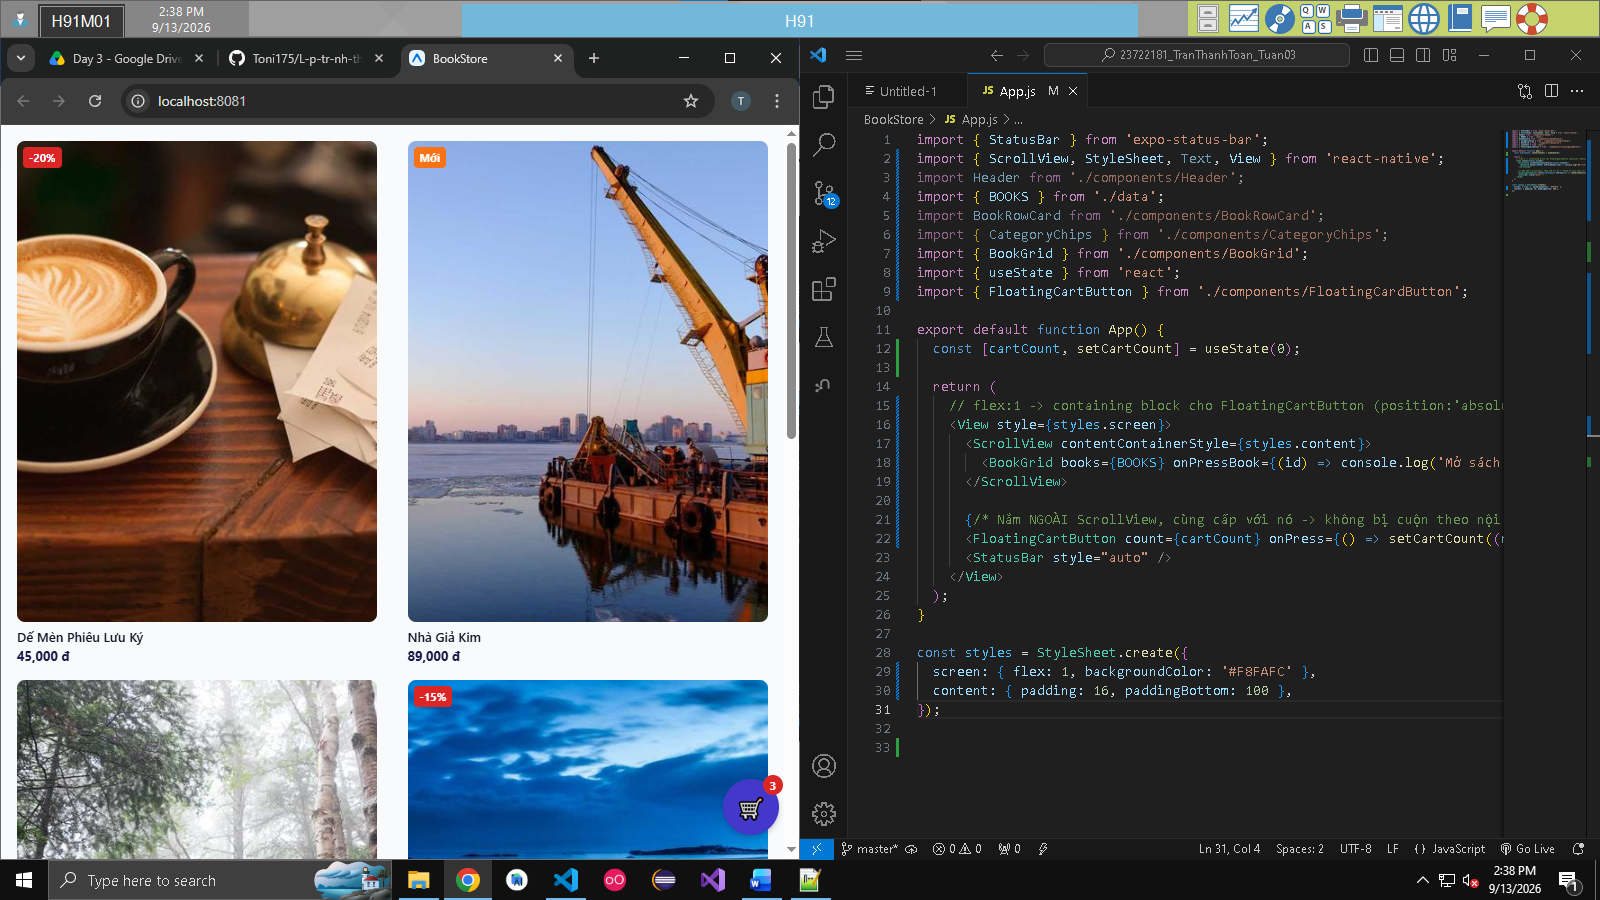 H91M01
2:38 PM
9/13/2026
H91
Day 3 - Google Drive
Toni175/L-p-tr-nh-th
BookStore
localhost:8081
T
-20%
Mới
Dế Mèn Phiêu Lưu Ký
45,000 đ
Nhà Giả Kim
89,000 đ
-15%
3
23722181_TranThanhToan_Tuan03
Untitled-1
JS App.js M
BookStore > JS App.js > ...
12
1 import { StatusBar } from 'expo-status-bar';
2 import { ScrollView, StyleSheet, Text, View } from 'react-native';
3 import Header from './components/Header';
4 import { BOOKS } from './data';
5 import BookRowCard from './components/BookRowCard';
6 import { CategoryChips } from './components/CategoryChips';
7 import { BookGrid } from './components/BookGrid';
8 import { useState } from 'react';
9 import { FloatingCartButton } from './components/FloatingCardButton';
10
11 export default function App() {
12 const [cartCount, setCartCount] = useState(0);
13
14 return (
15 // flex:1 -> containing block cho FloatingCartButton (position:'absolu
16 <View style={styles.screen}>
17 <ScrollView contentContainerStyle={styles.content}>
18 <BookGrid books={BOOKS} onPressBook={(id) => console.log('Mở sách
19 </ScrollView>
20
21 {/* Nằm NGOÀI ScrollView, cùng cấp với nó -> không bị cuộn theo nội
22 <FloatingCartButton count={cartCount} onPress={() => setCartCount((n
23 <StatusBar style="auto" />
24 </View>
25 );
26 }
27
28 const styles = StyleSheet.create({
29 screen: { flex: 1, backgroundColor: '#F8FAFC' },
30 content: { padding: 16, paddingBottom: 100 },
31 });
32
33
master*
0 0
0
Ln 31, Col 4
Spaces: 2
UTF-8
LF
{} JavaScript
Go Live
Type here to search
2:38 PM
9/13/2026
1